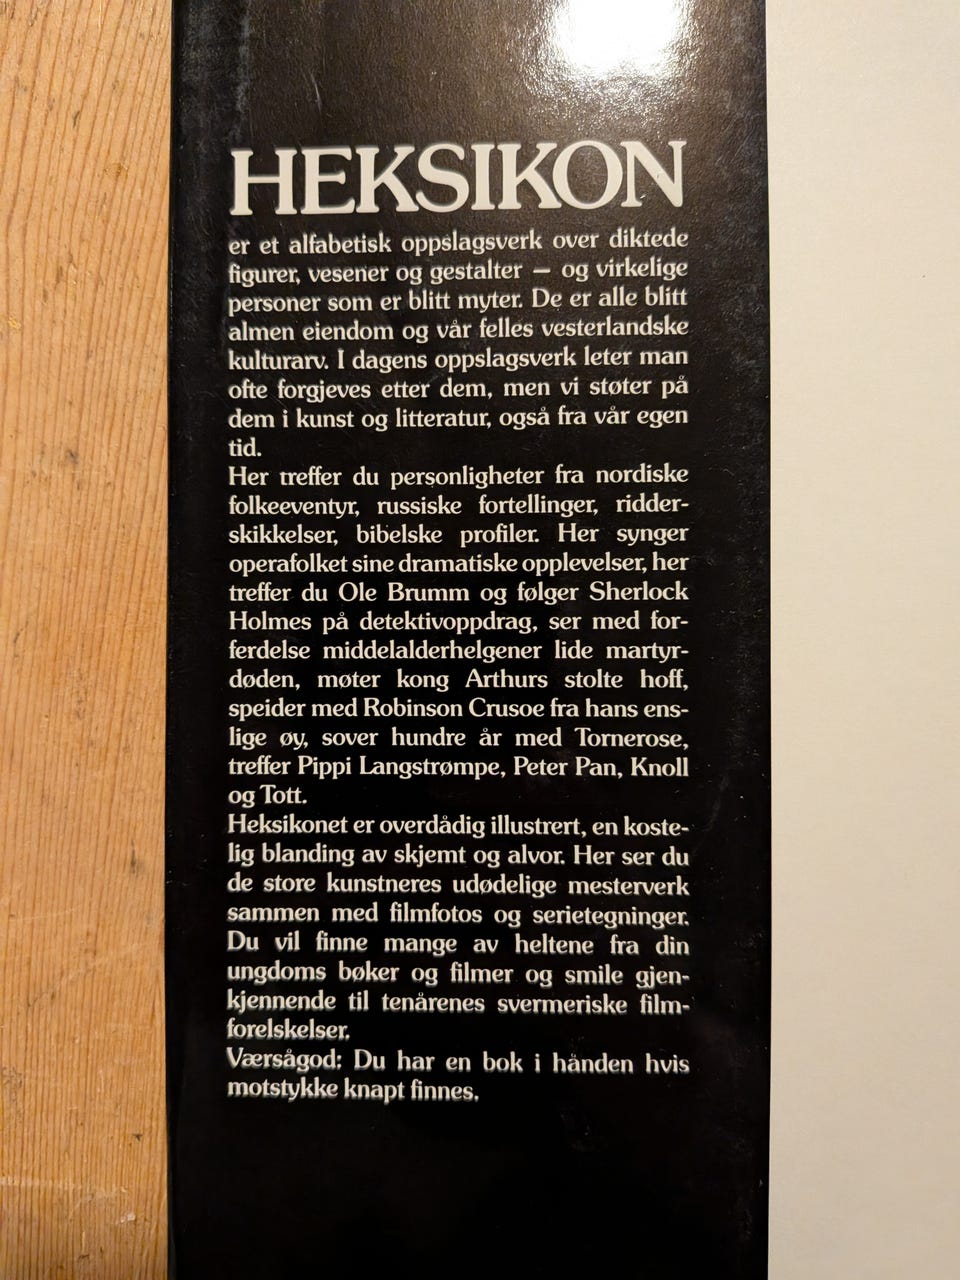 HEKSIKON
er et alfabetisk oppslagsverk over diktede
figurer, vesener og gestalter — og virkelige
personer som er blitt myter. De er alle blitt
almen eiendom og vår felles vesterlandske
kulturarv. I dagens oppslagsverk leter man
ofte forgjeves etter dem, men vi støter på
dem i kunst og litteratur, også fra vår egen
tid.
Her treffer du personligheter fra nordiske
folkeeventyr, russiske fortellinger, ridder-
skikkelser, bibelske profiler. Her synger
operafolket sine dramatiske opplevelser, her
treffer du Ole Brumm og følger Sherlock
Holmes på detektivoppdrag, ser med for-
ferdelse middelalderhelgener lide martyr-
døden, møter kong Arthurs stolte hoff,
speider med Robinson Crusoe fra hans ens-
lige øy, sover hundre år med Tornerose,
treffer Pippi Langstrømpe, Peter Pan, Knoll
og Tott.
Heksikonet er overdådig illustrert, en koste-
lig blanding av skjemt og alvor. Her ser du
de store kunstneres udødelige mesterverk
sammen med filmfotos og serietegninger.
Du vil finne mange av heltene fra din
ungdoms bøker og filmer og smile gjen-
kjennende til tenårenes svermeriske film-
forelskelser.
Værsågod: Du har en bok i hånden hvis
motstykke knapt finnes.